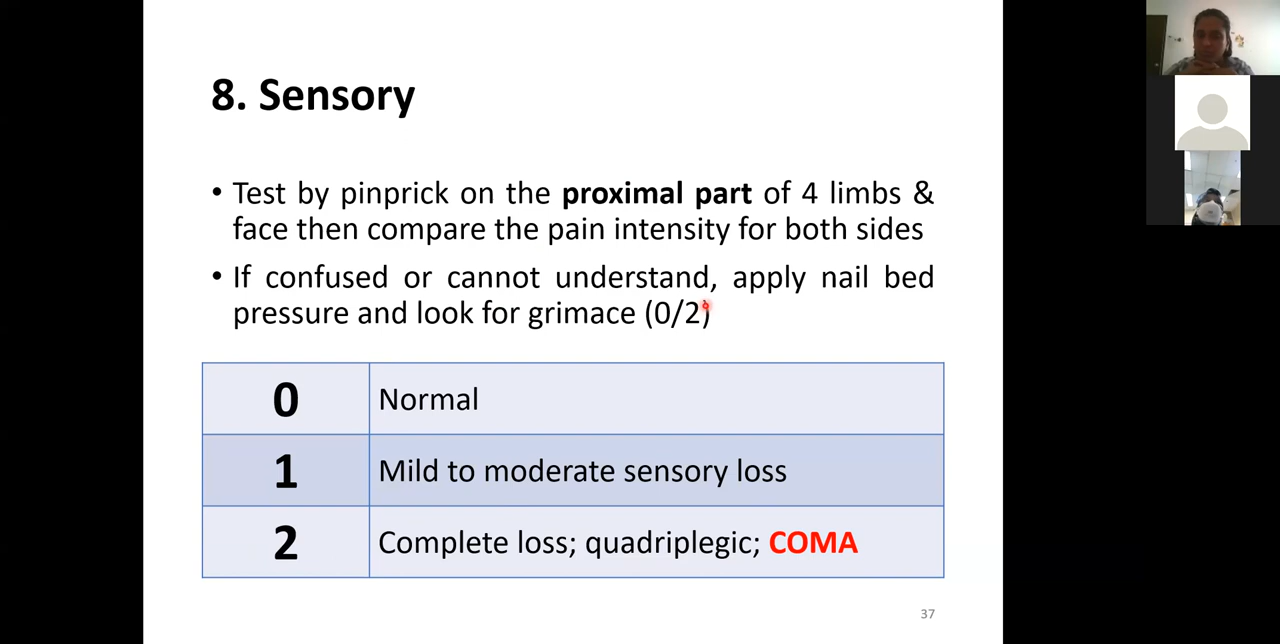 8. Sensory
• Test by pinprick on the proximal part of 4 limbs &
face then compare the pain intensity for both sides
• If confused or cannot understand, apply nail bed
pressure and look for grimace (0/2)
0 Normal
1 Mild to moderate sensory loss
2 Complete loss; quadriplegic; COMA
37